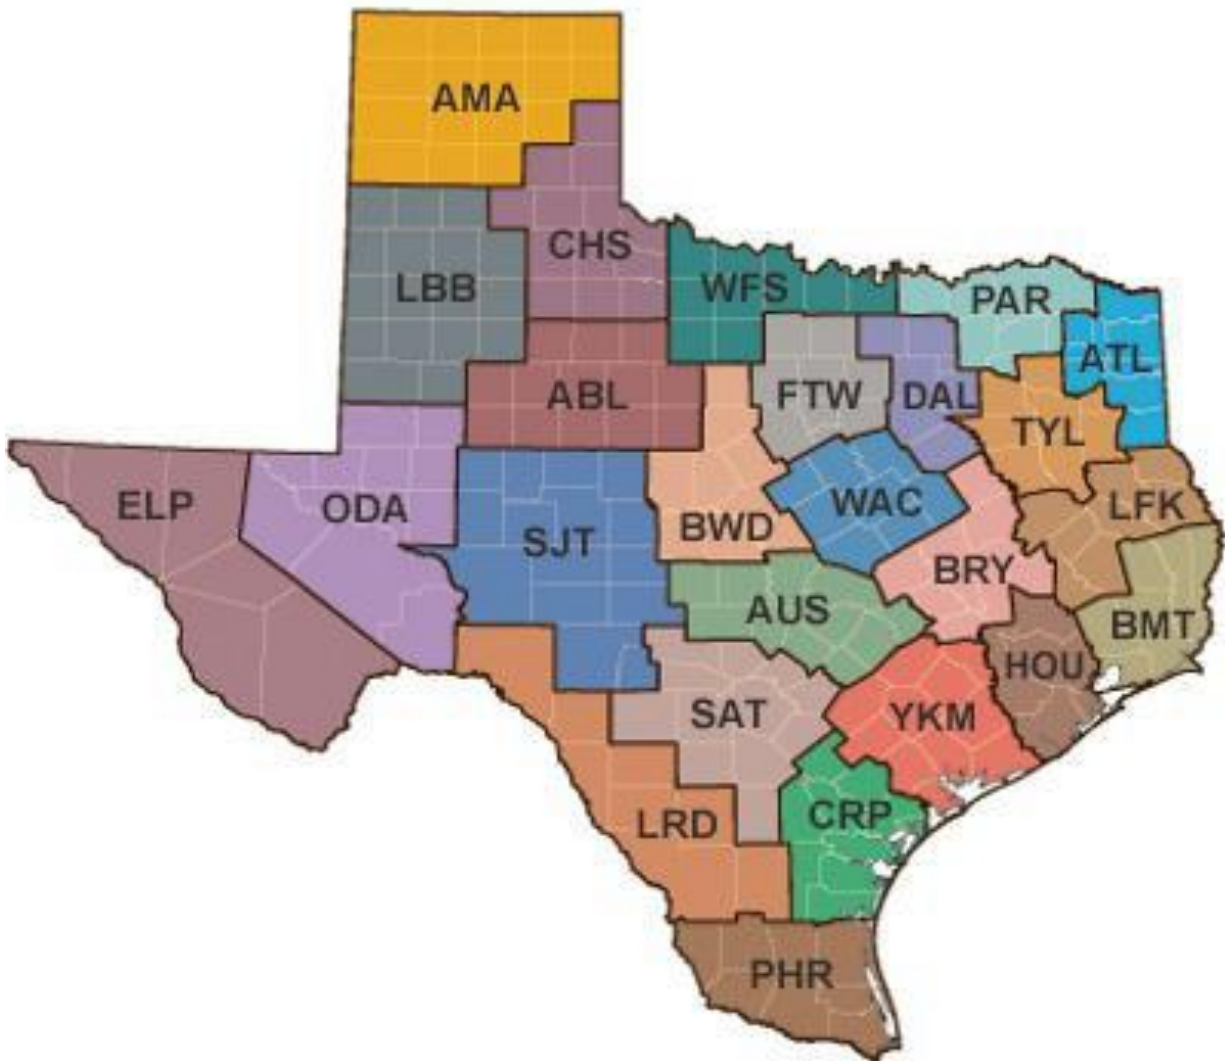 AMA
CHS
LBB
WFS
PAR
ATL
ABL
FTW
DAL
TYL
ELP
ODA
SJT
BWD
WAC
LFK
BRY
AUS
BMT
HOU
SAT
YKM
LRD
CRP
PHR